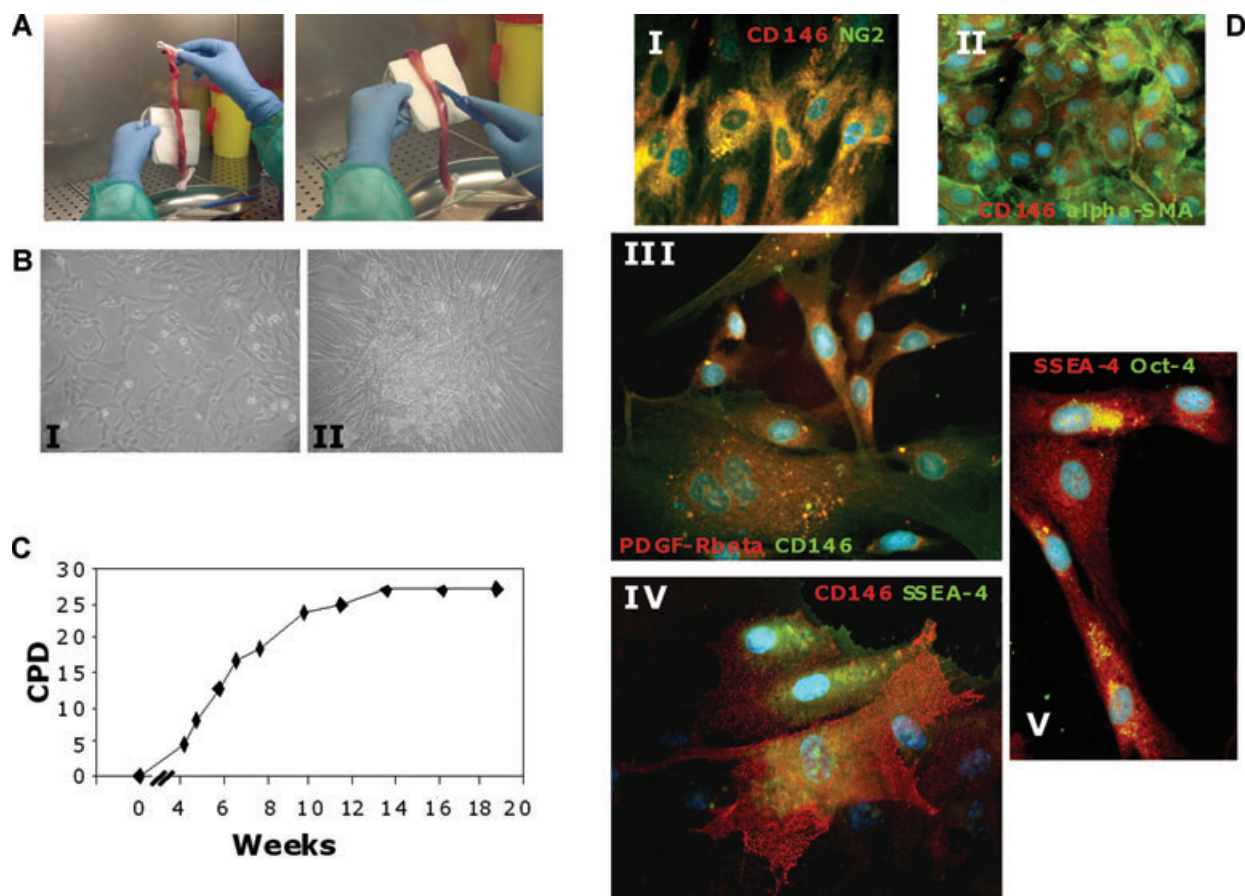 A
B
I
II
C
30
25
20
15
10
5
0
CPD
0 4 6 8 10 12 14 16 18 20
Weeks
D
I
CD146 NG2
II
CD146 alpha-SMA
III
PDGF-Rbeta CD146
IV
CD146 SSEA-4
SSEA-4 Oct-4
V